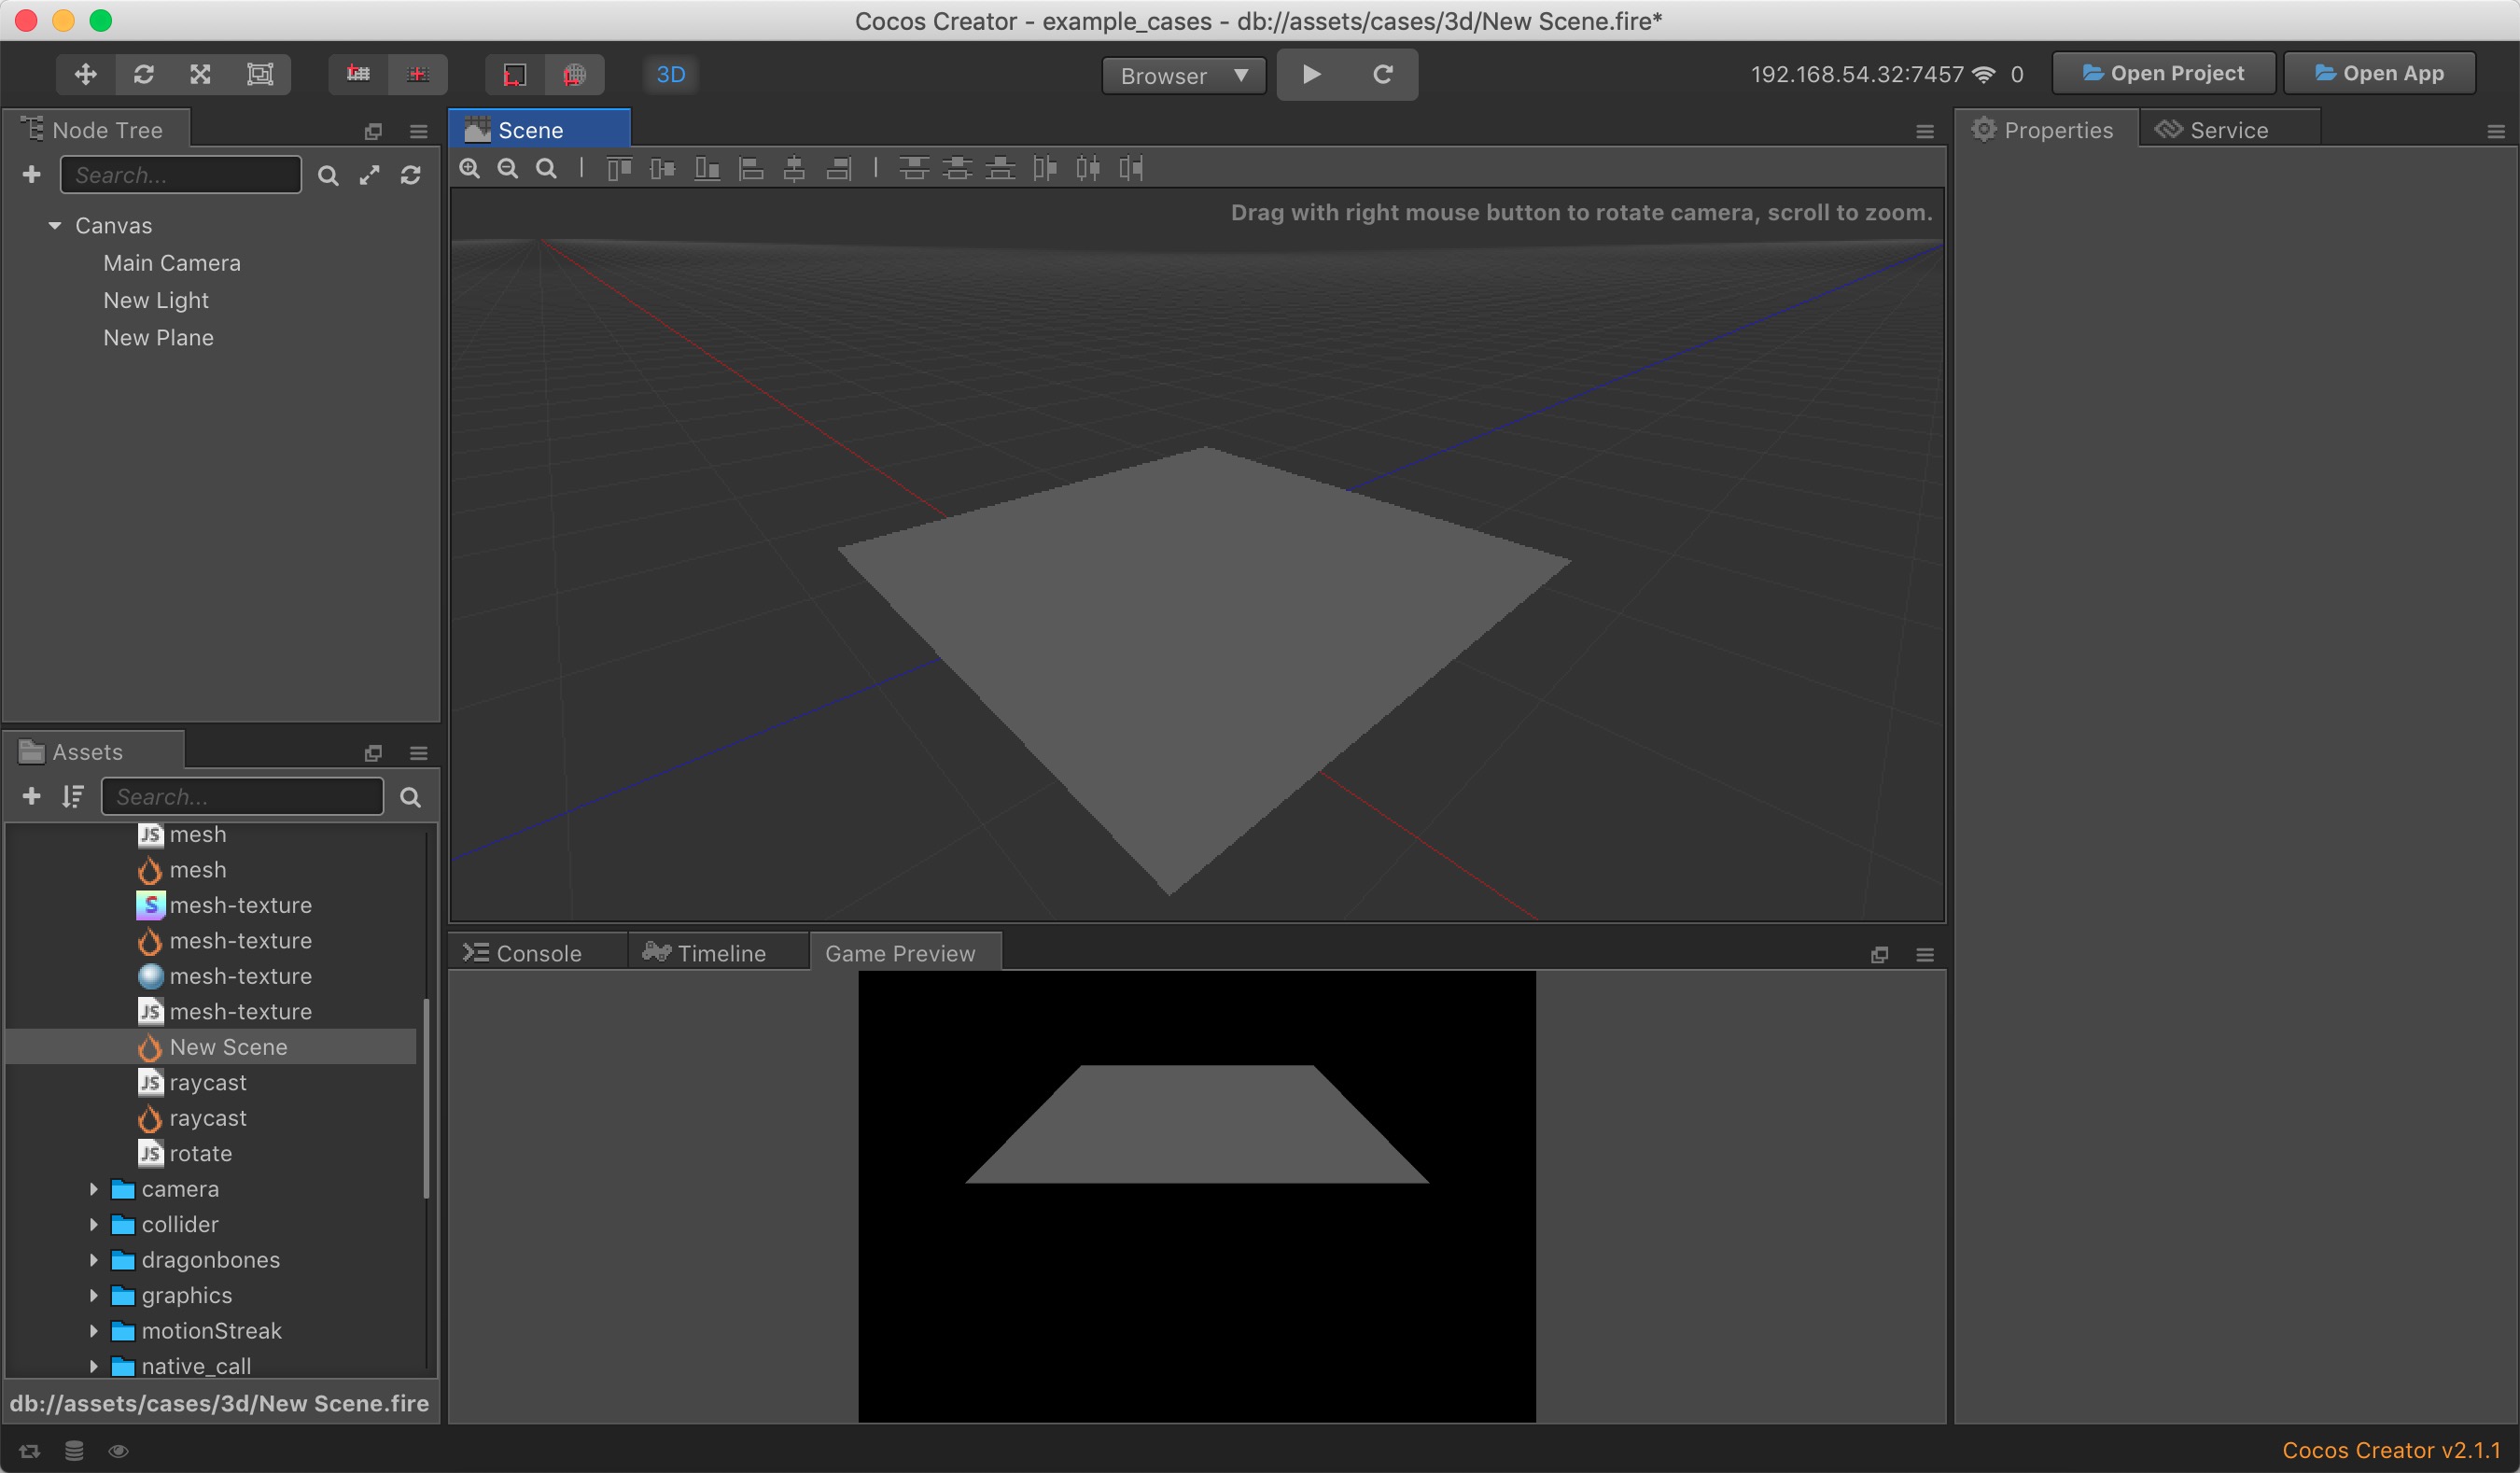 Cocos Creator - example_cases - db://assets/cases/3d/New Scene.fire*
3D
Browser
192.168.54.32:7457
0
Open Project
Open App
Node Tree
Search...
Canvas
Main Camera
New Light
New Plane
Scene
Drag with right mouse button to rotate camera, scroll to zoom.
Properties
Service
Assets
Search...
JS mesh
mesh
S mesh-texture
mesh-texture
mesh-texture
JS mesh-texture
New Scene
JS raycast
raycast
JS rotate
camera
collider
dragonbones
graphics
motionStreak
native_call
db://assets/cases/3d/New Scene.fire
Console
Timeline
Game Preview
Cocos Creator v2.1.1